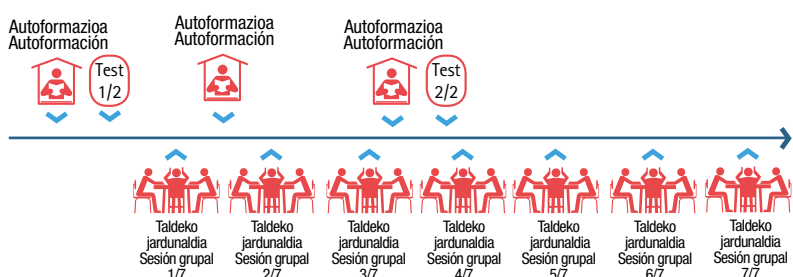 Autoformazioa
Autoformación
Test
1/2
Autoformazioa
Autoformación
Autoformazioa
Autoformación
Test
2/2
Taldeko
jardunaldia
Sesión grupal
1/7
Taldeko
jardunaldia
Sesión grupal
2/7
Taldeko
jardunaldia
Sesión grupal
3/7
Taldeko
jardunaldia
Sesión grupal
4/7
Taldeko
jardunaldia
Sesión grupal
5/7
Taldeko
jardunaldia
Sesión grupal
6/7
Taldeko
jardunaldia
Sesión grupal
7/7